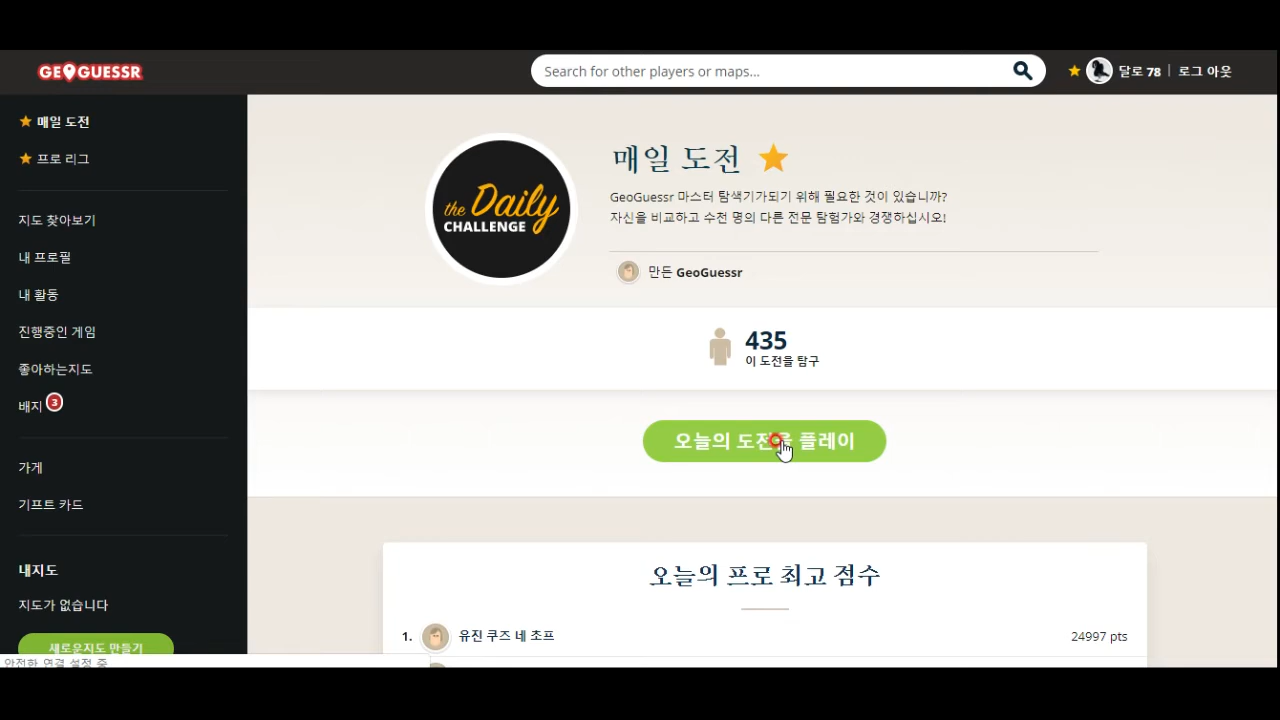 GEOGUESSR
Search for other players or maps...
달로 78 | 로그 아웃
매일 도전
프로 리그
지도 찾아보기
내 프로필
내 활동
진행중인 게임
좋아하는지도
배지 3
가게
기프트 카드
내지도
지도가 없습니다
새로운지도 만들기
안전한 연결 설정 중
the Daily
CHALLENGE
매일 도전
GeoGuessr 마스터 탐색기가되기 위해 필요한 것이 있습니까?
자신을 비교하고 수천 명의 다른 전문 탐험가와 경쟁하십시오!
만든 GeoGuessr
435
이 도전을 탐구
오늘의 도전을 플레이
오늘의 프로 최고 점수
1. 유진 쿠즈 네 초프 24997 pts